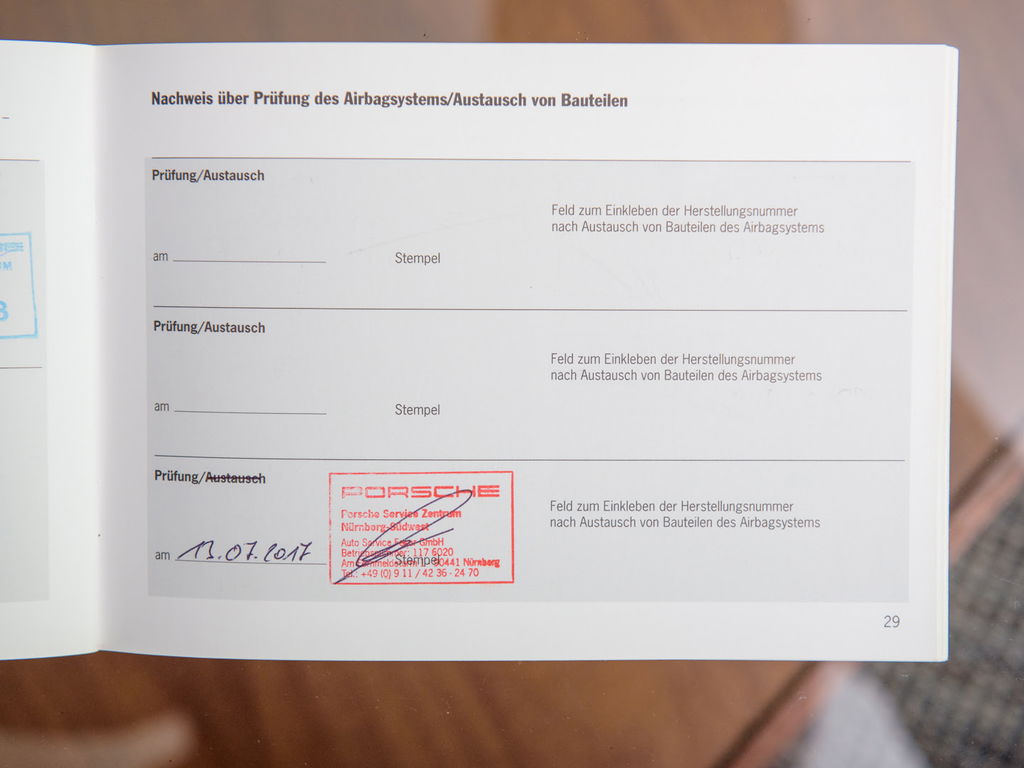 Nachweis über Prüfung des Airbagsystems/Austausch von Bauteilen
Prüfung/Austausch
Feld zum Einkleben der Herstellungsnummer
nach Austausch von Bauteilen des Airbagsystems
am
Stempel
Prüfung/Austausch
Feld zum Einkleben der Herstellungsnummer
nach Austausch von Bauteilen des Airbagsystems
am
Stempel
Prüfung/Austausch
PORSCHE
Porsche Service Zentrum
Nürnberg-Südwest
Auto Service GmbH
117 6020
90441 Nürnberg
Tel.: +49 (0) 9 11 / 42 36 - 24 70
Feld zum Einkleben der Herstellungsnummer
nach Austausch von Bauteilen des Airbagsystems
am 13.07.2017
Stempel
29